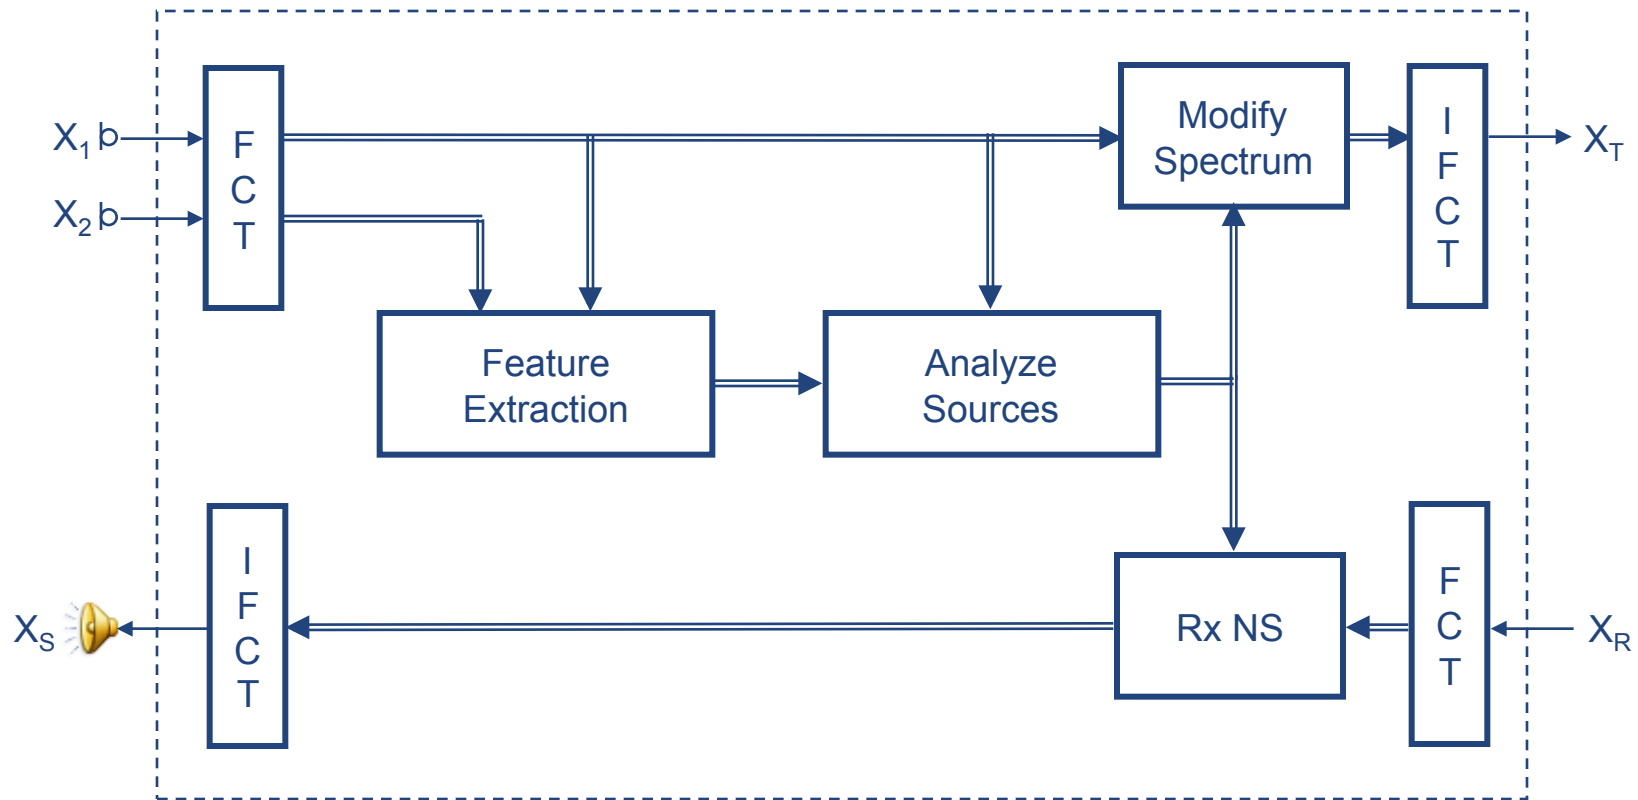 X1
X2
F
C
T
Modify
Spectrum
I
F
C
T
XT
Feature
Extraction
Analyze
Sources
XS
I
F
C
T
Rx NS
F
C
T
XR